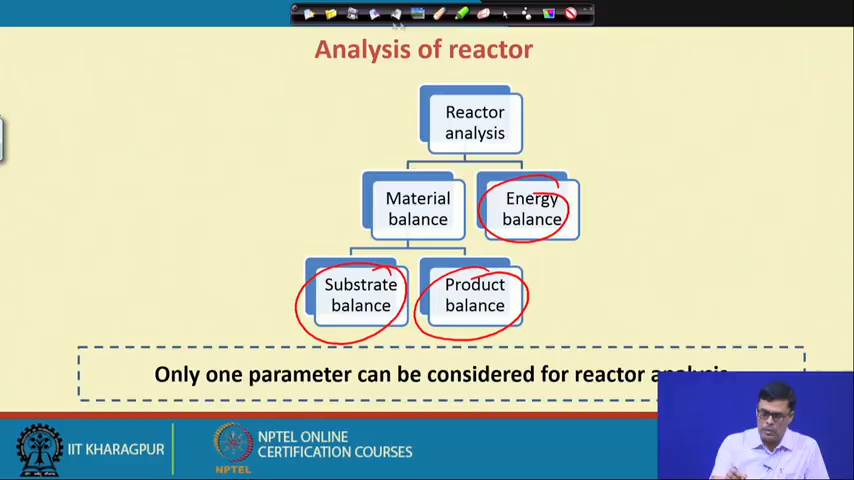 Analysis of reactor
Reactor
analysis
Material
balance
Energy
balance
Substrate
balance
Product
balance
Only one parameter can be considered for reactor analysis
IIT KHARAGPUR
NPTEL
NPTEL ONLINE
CERTIFICATION COURSES